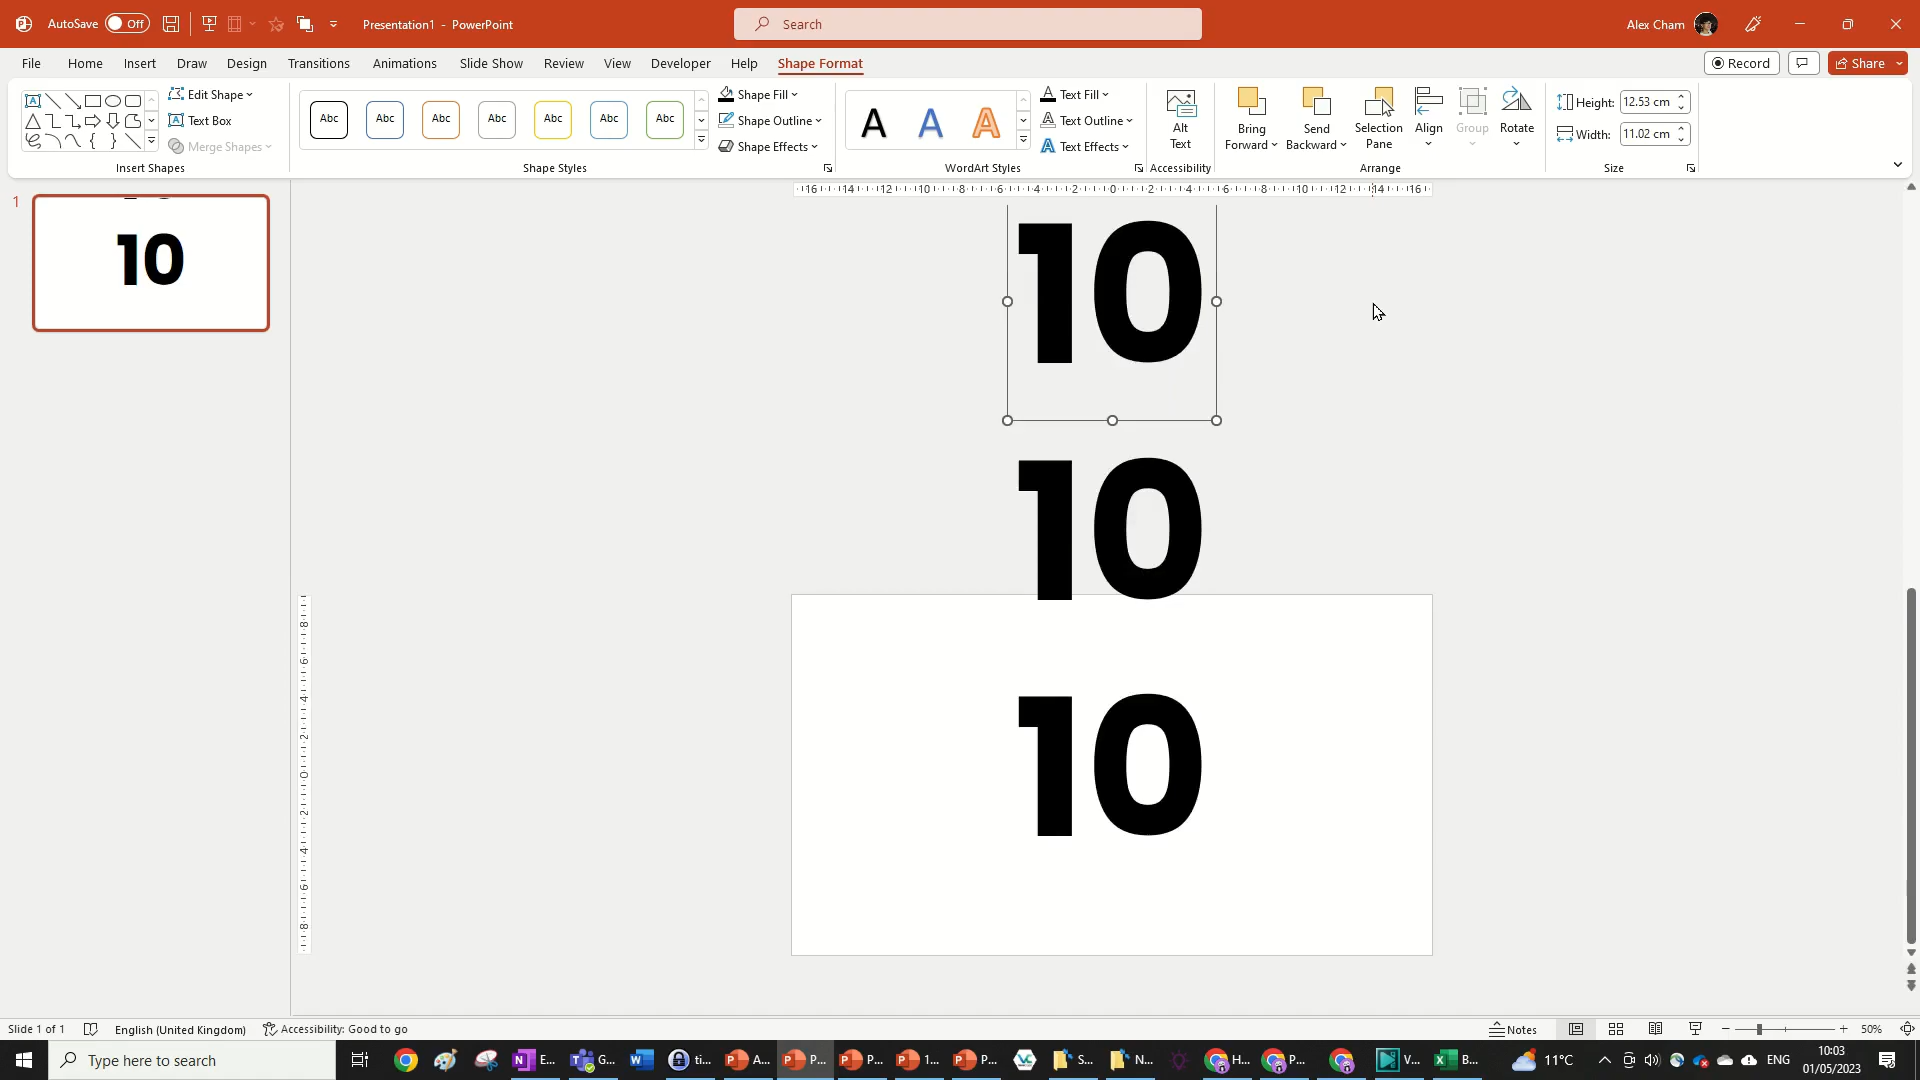 AutoSave Off Presentation1 - PowerPoint Search Alex Cham
File Home Insert Draw Design Transitions Animations Slide Show Review View Developer Help Shape Format Record Share
Edit Shape
Text Box
Merge Shapes
Insert Shapes
Abc Abc Abc Abc Abc Abc Abc
Shape Styles
Shape Fill
Shape Outline
Shape Effects
A A A
WordArt Styles
Text Fill
Text Outline
Text Effects
Alt
Text
Accessibility
Bring
Forward
Send
Backward
Selection
Pane
Align
Group
Rotate
Arrange
Height: 12.53 cm
Width: 11.02 cm
Size
1
10
10
10
10
Slide 1 of 1 English (United Kingdom) Accessibility: Good to go Notes 50%
Type here to search E... G... ti... A... P... P... 1... P... S... N... H... P... V... B... 11°C ENG
10:03
01/05/2023